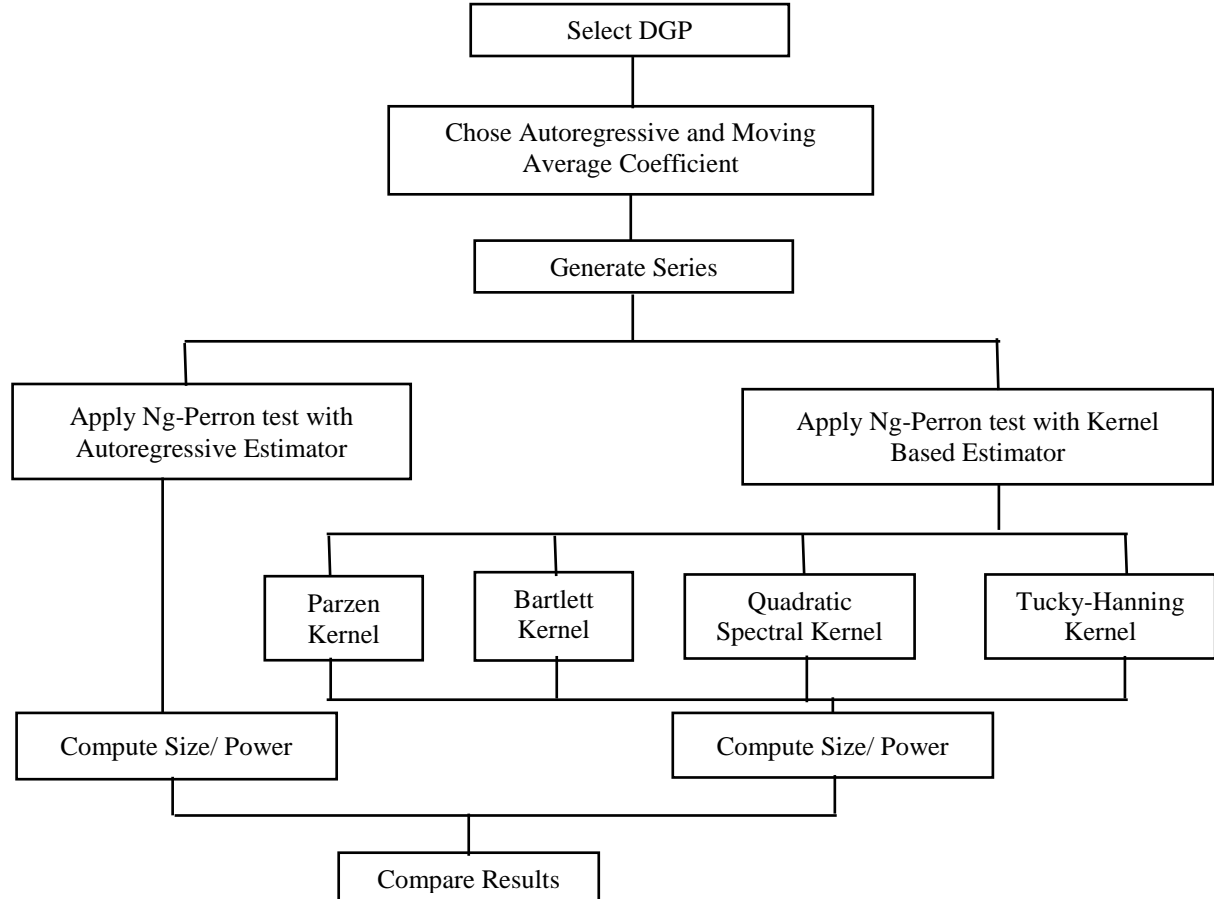 Select DGP
Chose Autoregressive and Moving
Average Coefficient
Generate Series
Apply Ng-Perron test with
Autoregressive Estimator
Apply Ng-Perron test with Kernel
Based Estimator
Parzen
Kernel
Bartlett
Kernel
Quadratic
Spectral Kernel
Tucky-Hanning
Kernel
Compute Size/ Power
Compute Size/ Power
Compare Results